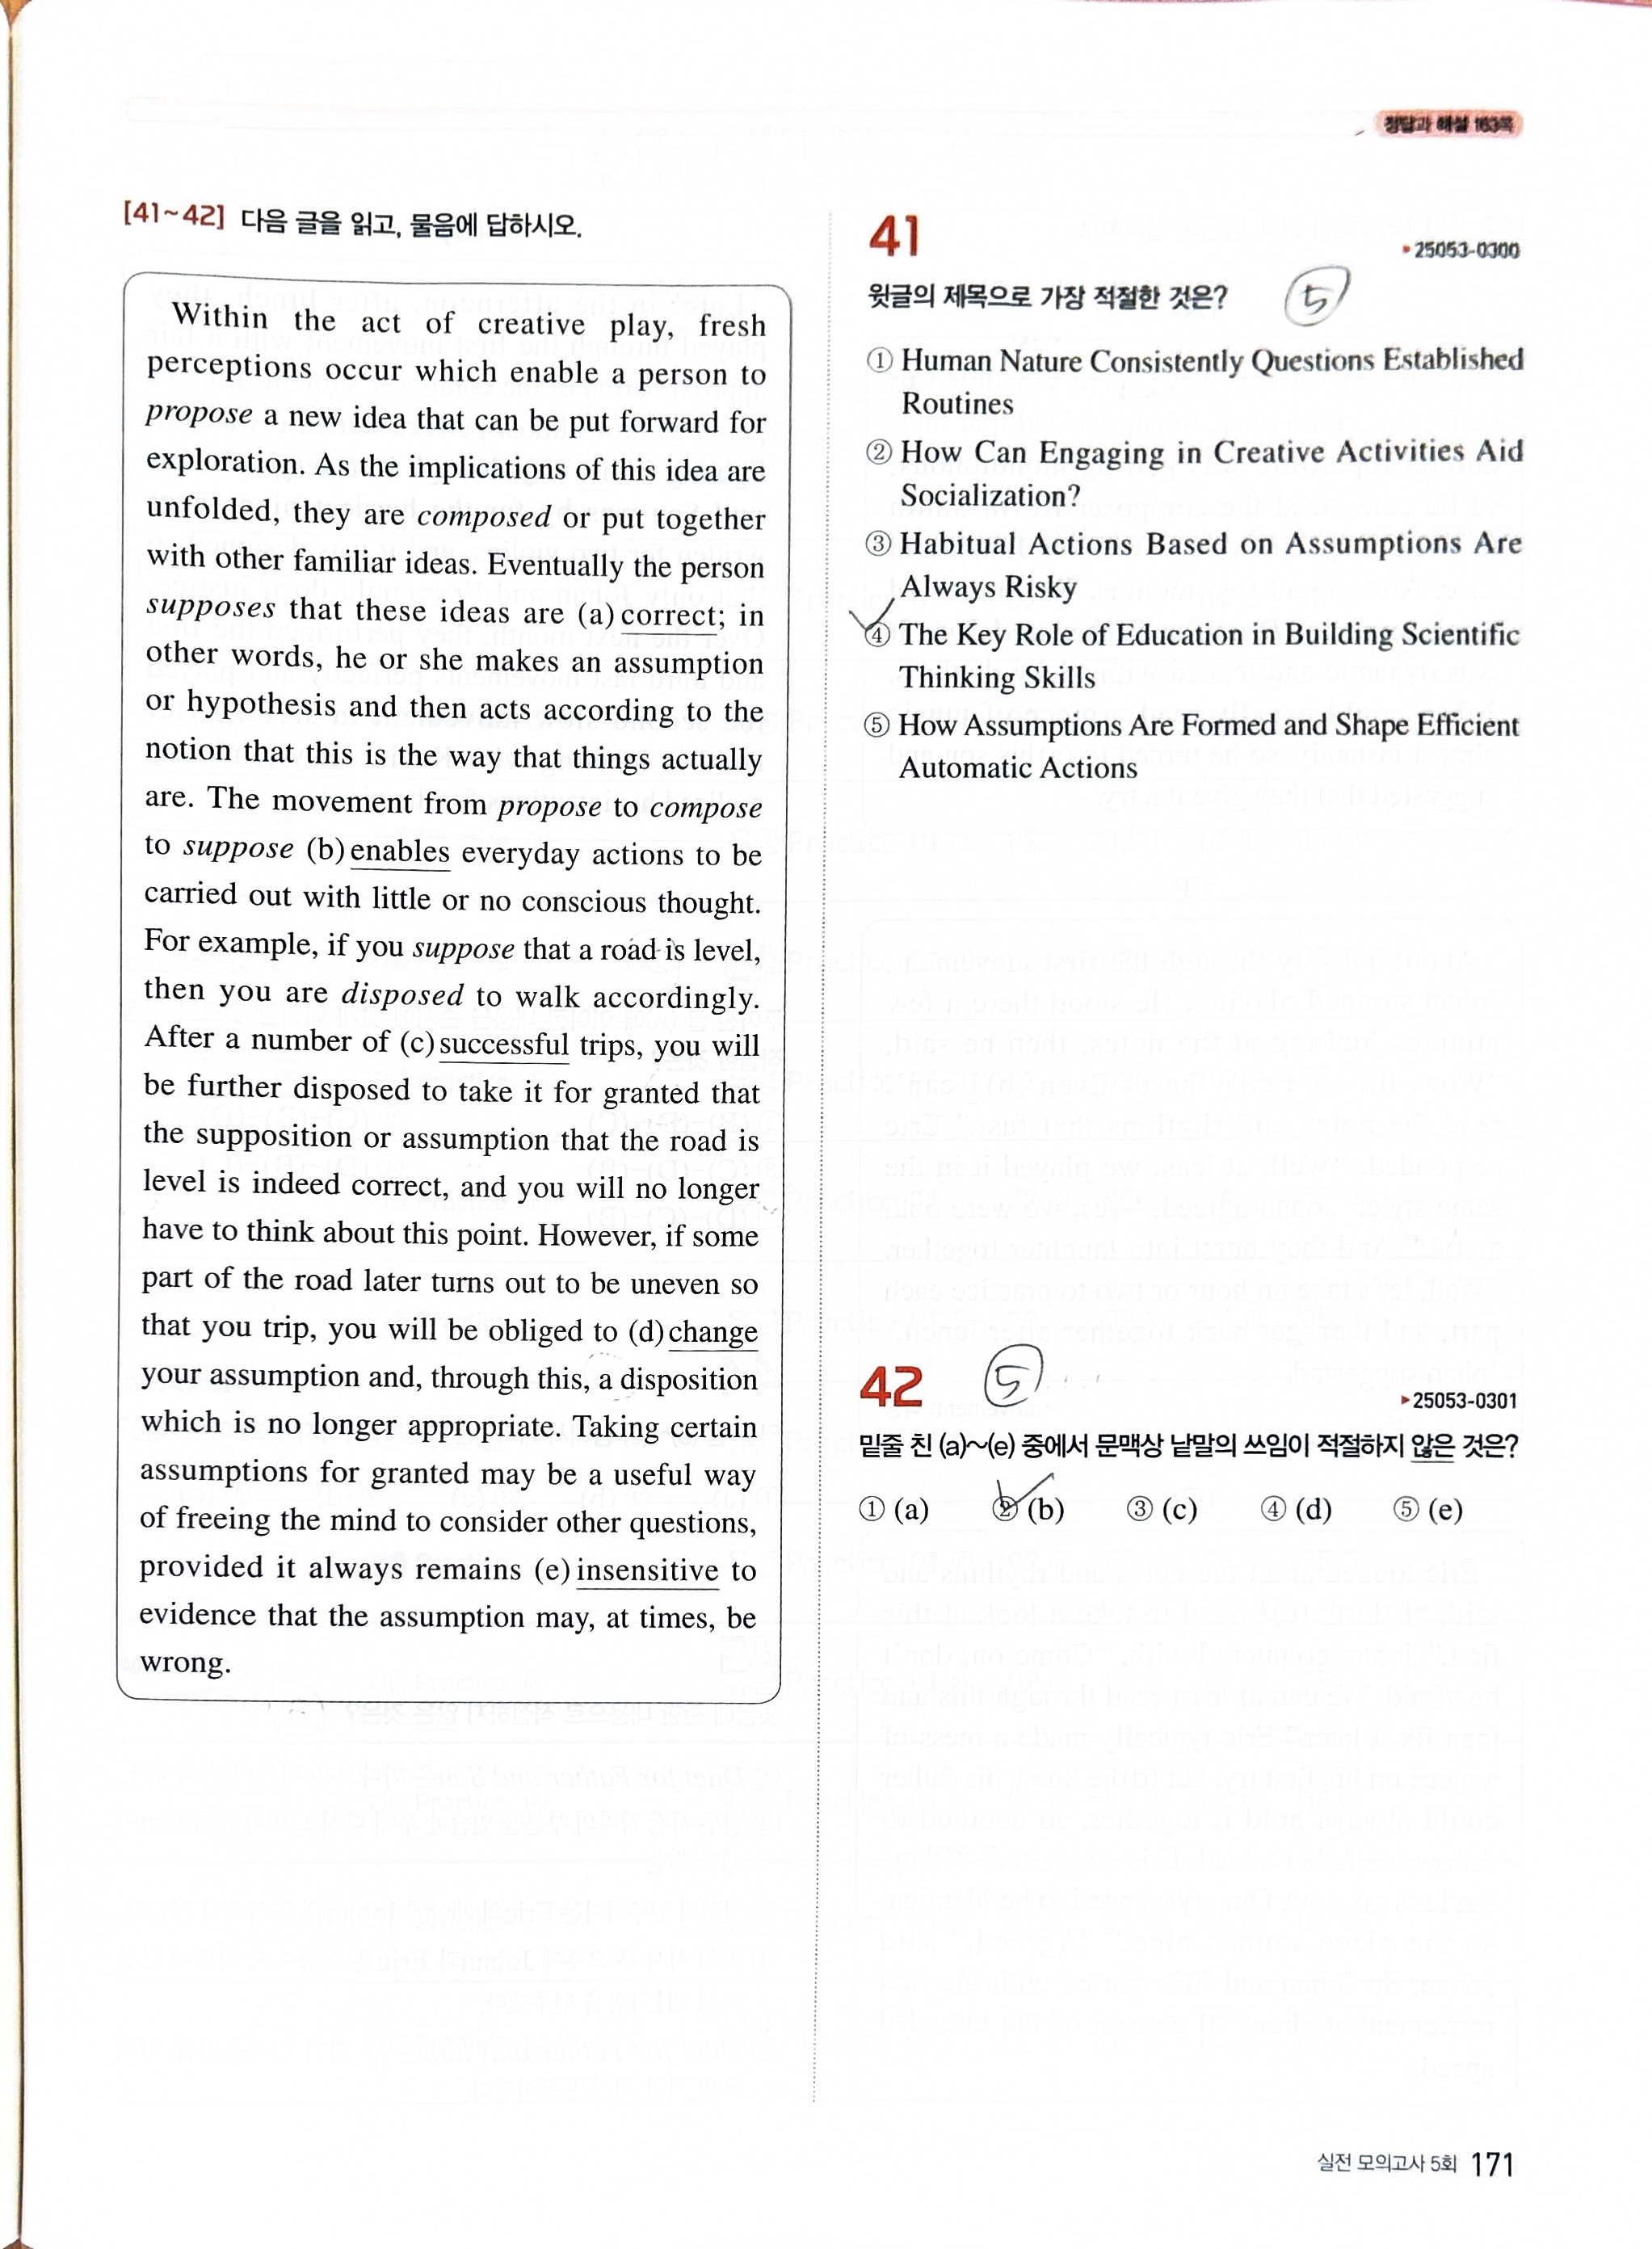 정답과 해설 163쪽
[41~42] 다음 글을 읽고, 물음에 답하시오.
Within the act of creative play, fresh
perceptions occur which enable a person to
propose a new idea that can be put forward for
exploration. As the implications of this idea are
unfolded, they are composed or put together
with other familiar ideas. Eventually the person
supposes that these ideas are (a) correct; in
other words, he or she makes an assumption
or hypothesis and then acts according to the
notion that this is the way that things actually
are. The movement from propose to compose
to suppose (b) enables everyday actions to be
carried out with little or no conscious thought.
For example, if you suppose that a road is level,
then you are disposed to walk accordingly.
After a number of (c) successful trips, you will
be further disposed to take it for granted that
the supposition or assumption that the road is
level is indeed correct, and you will no longer
have to think about this point. However, if some
part of the road later turns out to be uneven so
that you trip, you will be obliged to (d) change
your assumption and, through this, a disposition
which is no longer appropriate. Taking certain
assumptions for granted may be a useful way
of freeing the mind to consider other questions,
provided it always remains (e) insensitive to
evidence that the assumption may, at times, be
wrong.
41
▸25053-0300
윗글의 제목으로 가장 적절한 것은? ⑤
① Human Nature Consistently Questions Established
Routines
② How Can Engaging in Creative Activities Aid
Socialization?
③ Habitual Actions Based on Assumptions Are
Always Risky
④ The Key Role of Education in Building Scientific
Thinking Skills
⑤ How Assumptions Are Formed and Shape Efficient
Automatic Actions
42 ⑤
▸25053-0301
밑줄 친 (a)~(e) 중에서 문맥상 낱말의 쓰임이 적절하지 않은 것은?
① (a) ② (b) ③ (c) ④ (d) ⑤ (e)
실전 모의고사 5회 171